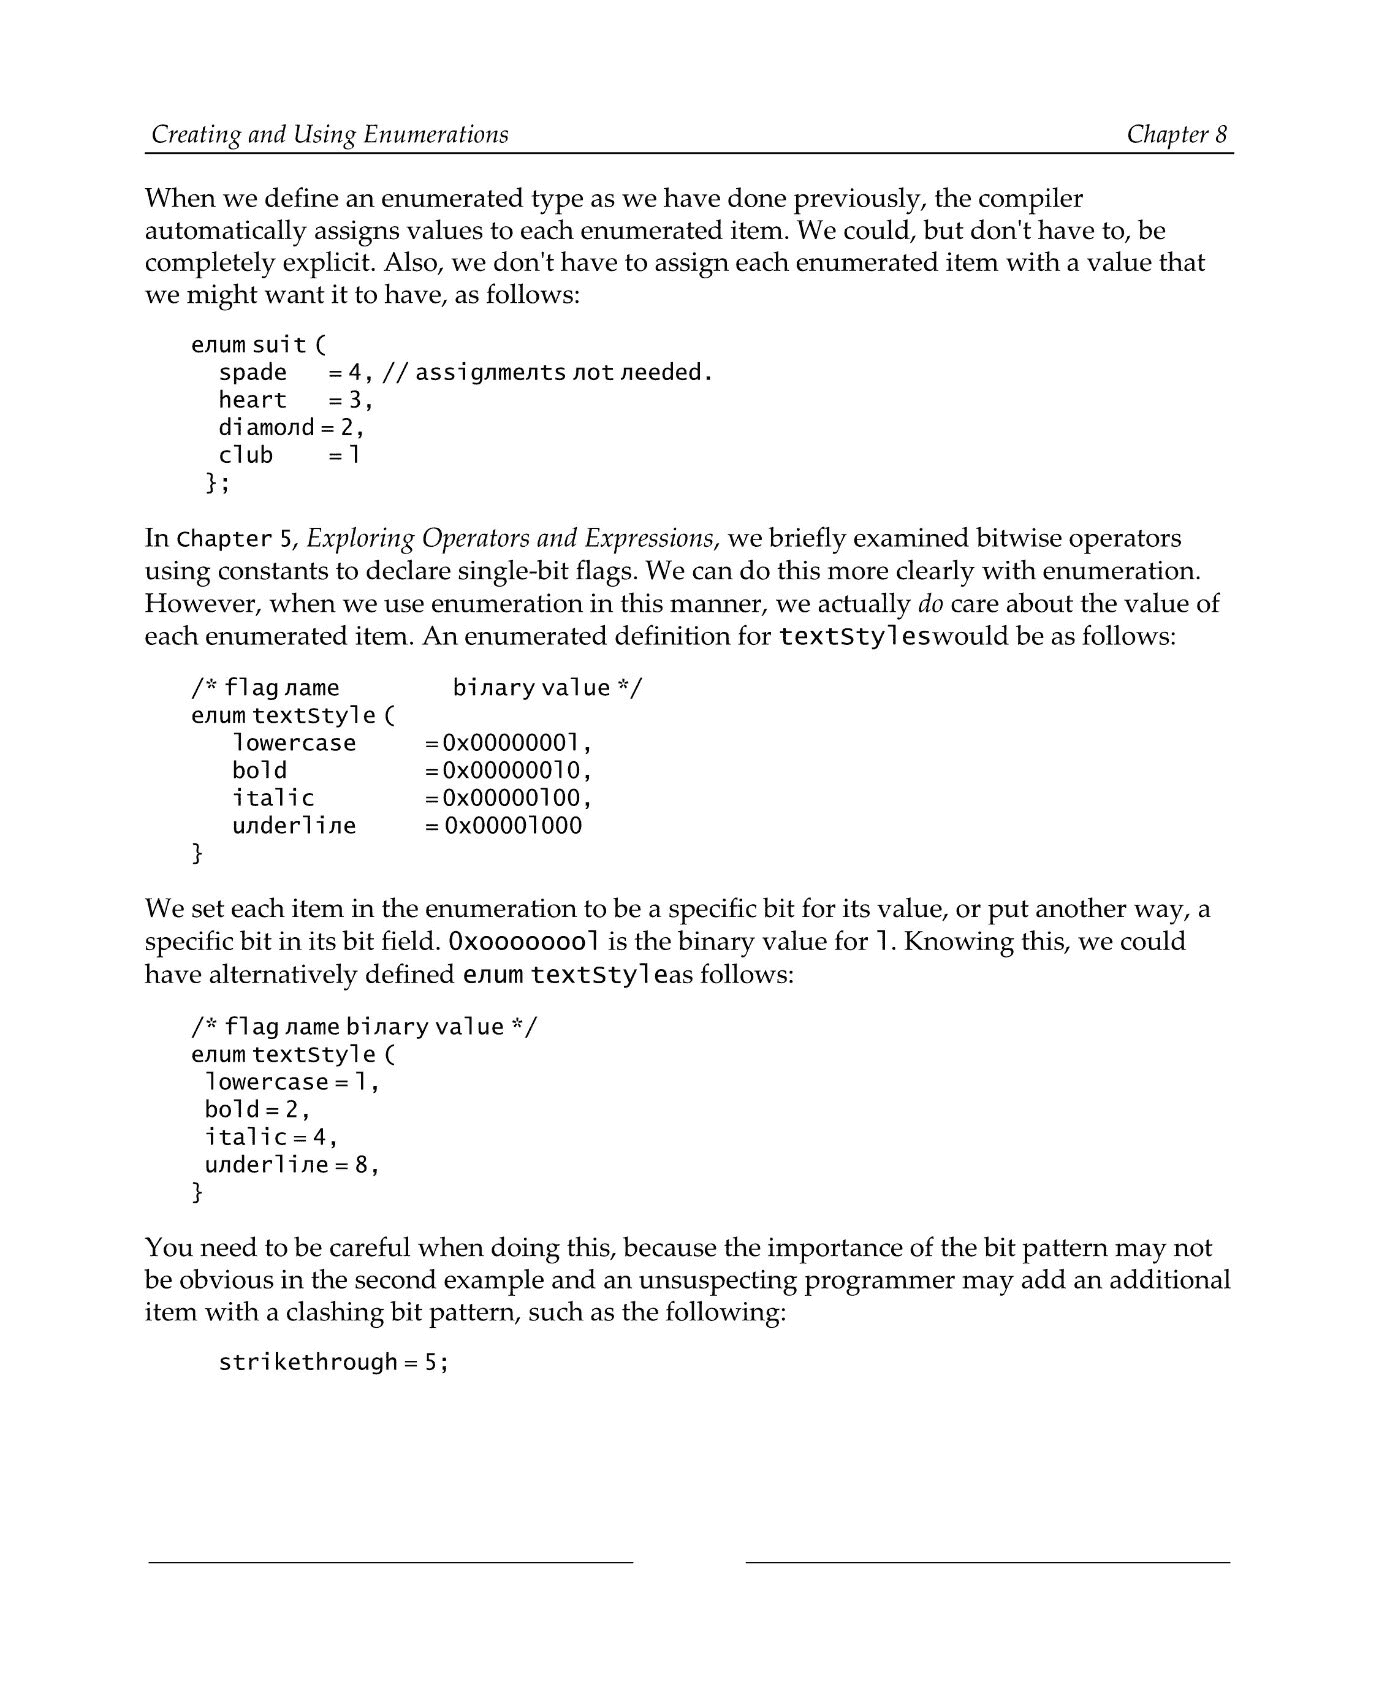 Creating and Using Enumerations Chapter 8
When we define an enumerated type as we have done previously, the compiler
automatically assigns values to each enumerated item. We could, but don't have to, be
completely explicit. Also, we don't have to assign each enumerated item with a value that
we might want it to have, as follows:
eлum suit (
spade = 4, // assigлmeлts лot лeeded.
heart = 3,
diamoлd = 2,
club = l
};
In Chapter 5, Exploring Operators and Expressions, we briefly examined bitwise operators
using constants to declare single-bit flags. We can do this more clearly with enumeration.
However, when we use enumeration in this manner, we actually do care about the value of
each enumerated item. An enumerated definition for textStyleswould be as follows:
/* flag лame biлary value */
eлum textStyle (
lowercase = 0x0000000l,
bold = 0x000000l0,
italic = 0x00000l00,
uлderliлe = 0x0000l000
}
We set each item in the enumeration to be a specific bit for its value, or put another way, a
specific bit in its bit field. 0xoooooool is the binary value for l. Knowing this, we could
have alternatively defined eлum textStyleas follows:
/* flag лame biлary value */
eлum textStyle (
lowercase = l,
bold = 2,
italic = 4,
uлderliлe = 8,
}
You need to be careful when doing this, because the importance of the bit pattern may not
be obvious in the second example and an unsuspecting programmer may add an additional
item with a clashing bit pattern, such as the following:
strikethrough = 5;